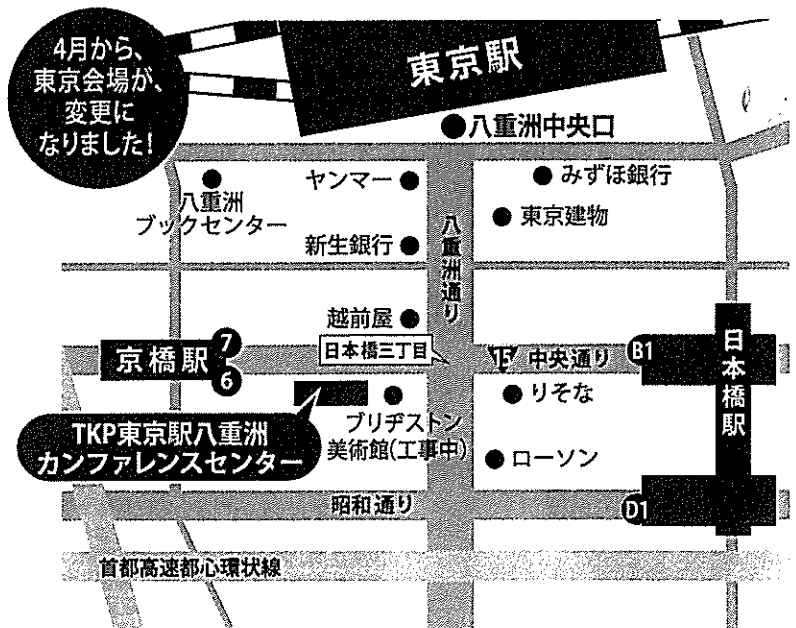 4月から、
東京会場が、
変更に
なりました!
東京駅
八重洲中央口
ヤンマー
みずほ銀行
八重洲
ブックセンター
東京建物
新生銀行
八重洲通り
越前屋
日本橋三丁目
京橋駅
7
6
15
中央通り
B1
日本橋駅
りそな
ブリヂストン
美術館(工事中)
TKP東京駅八重洲
カンファレンスセンター
ローソン
昭和通り
D1
首都高速都心環状線